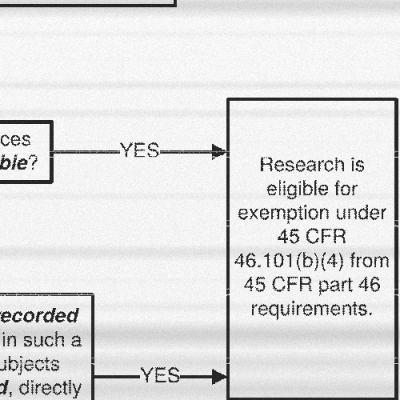 ces
ble?
YES
Research is
eligible for
exemption under
45 CFR
46.101(b)(4) from
45 CFR part 46
requirements.
recorded
in such a
ubjects
d, directly
YES